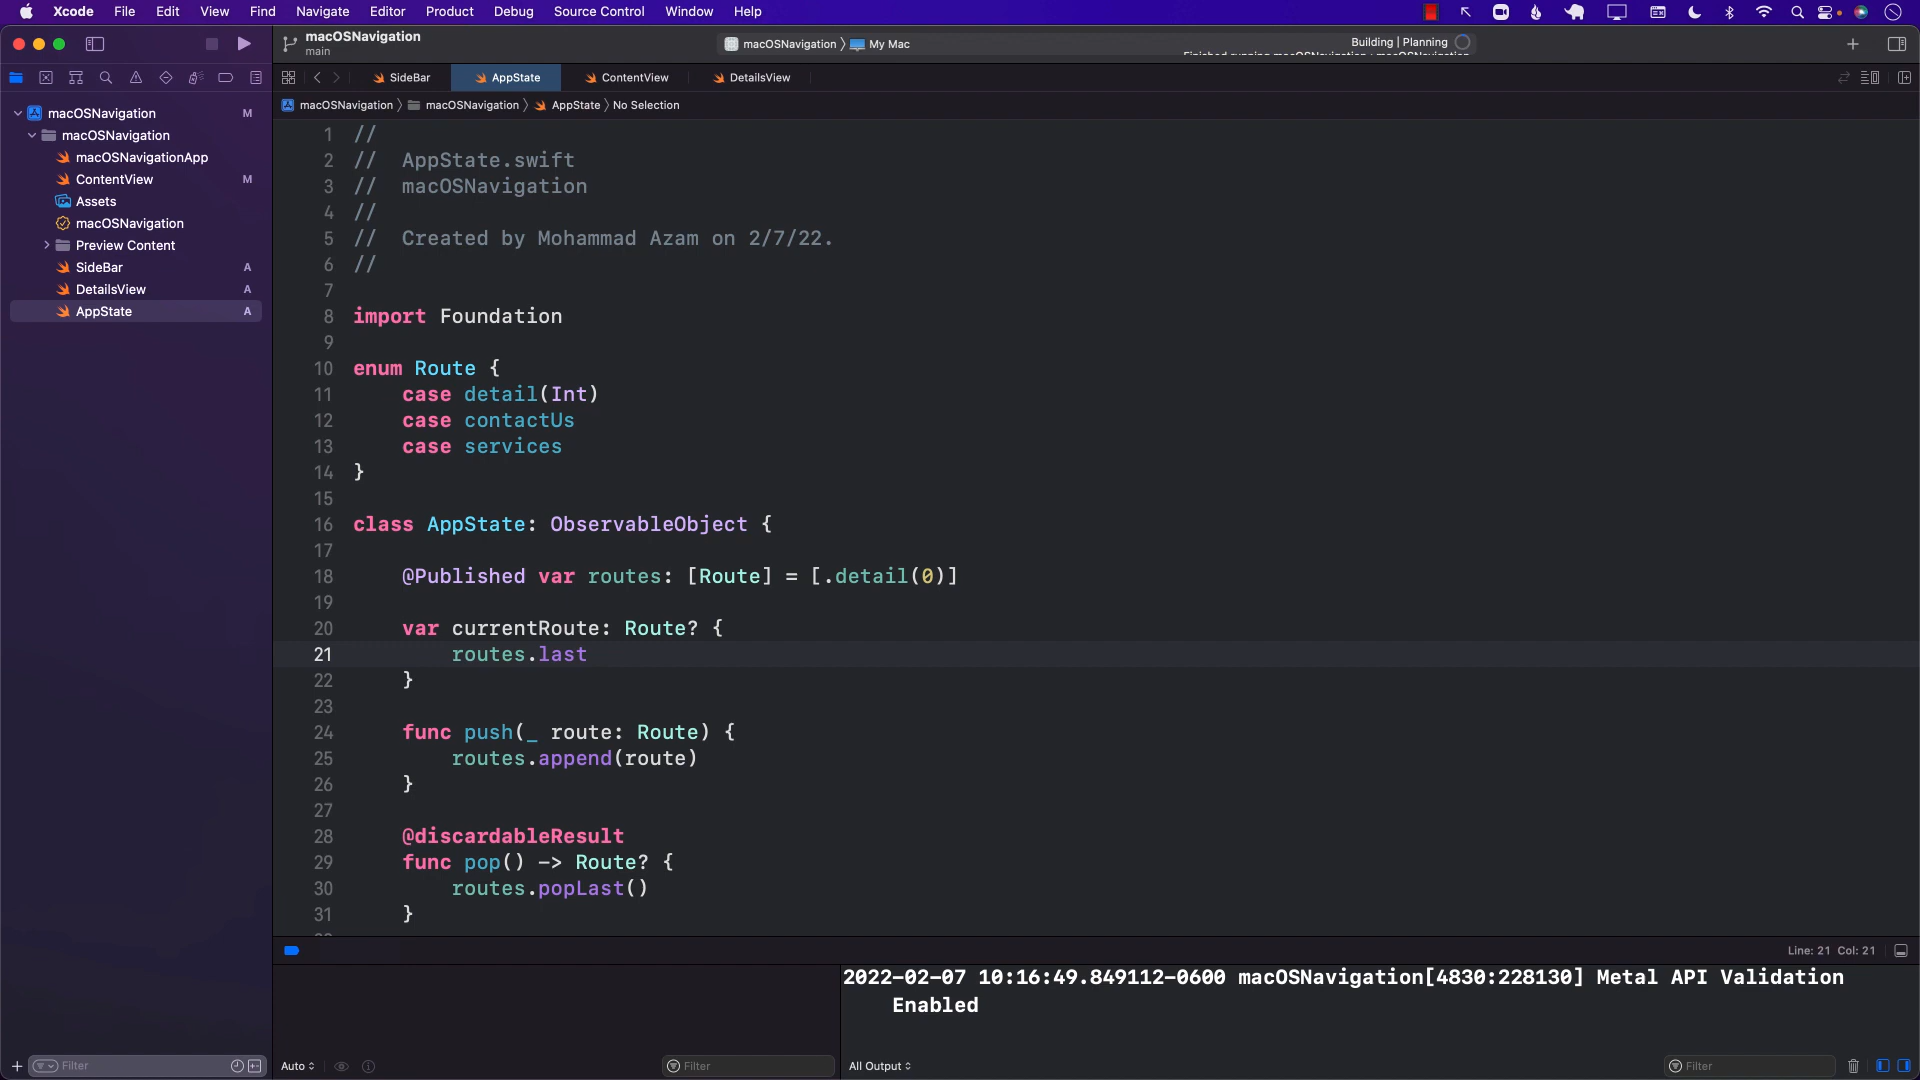 Xcode File Edit View Find Navigate Editor Product Debug Source Control Window Help
macOSNavigation
main
macOSNavigation My Mac
Building | Planning
Finished running macOSNavigation : macOSNavigation
SideBar AppState ContentView DetailsView
macOSNavigation macOSNavigation AppState No Selection
macOSNavigation M
macOSNavigation
macOSNavigationApp
ContentView M
Assets
macOSNavigation
Preview Content
SideBar A
DetailsView A
AppState A
1 //
2 //  AppState.swift
3 //  macOSNavigation
4 //
5 //  Created by Mohammad Azam on 2/7/22.
6 //
7
8 import Foundation
9
10 enum Route {
11     case detail(Int)
12     case contactUs
13     case services
14 }
15
16 class AppState: ObservableObject {
17
18     @Published var routes: [Route] = [.detail(0)]
19
20     var currentRoute: Route? {
21         routes.last
22     }
23
24     func push(_ route: Route) {
25         routes.append(route)
26     }
27
28     @discardableResult
29     func pop() -> Route? {
30         routes.popLast()
31     }
Line: 21 Col: 21
2022-02-07 10:16:49.849112-0600 macOSNavigation[4830:228130] Metal API Validation
Enabled
Filter
Auto
Filter
All Output
Filter